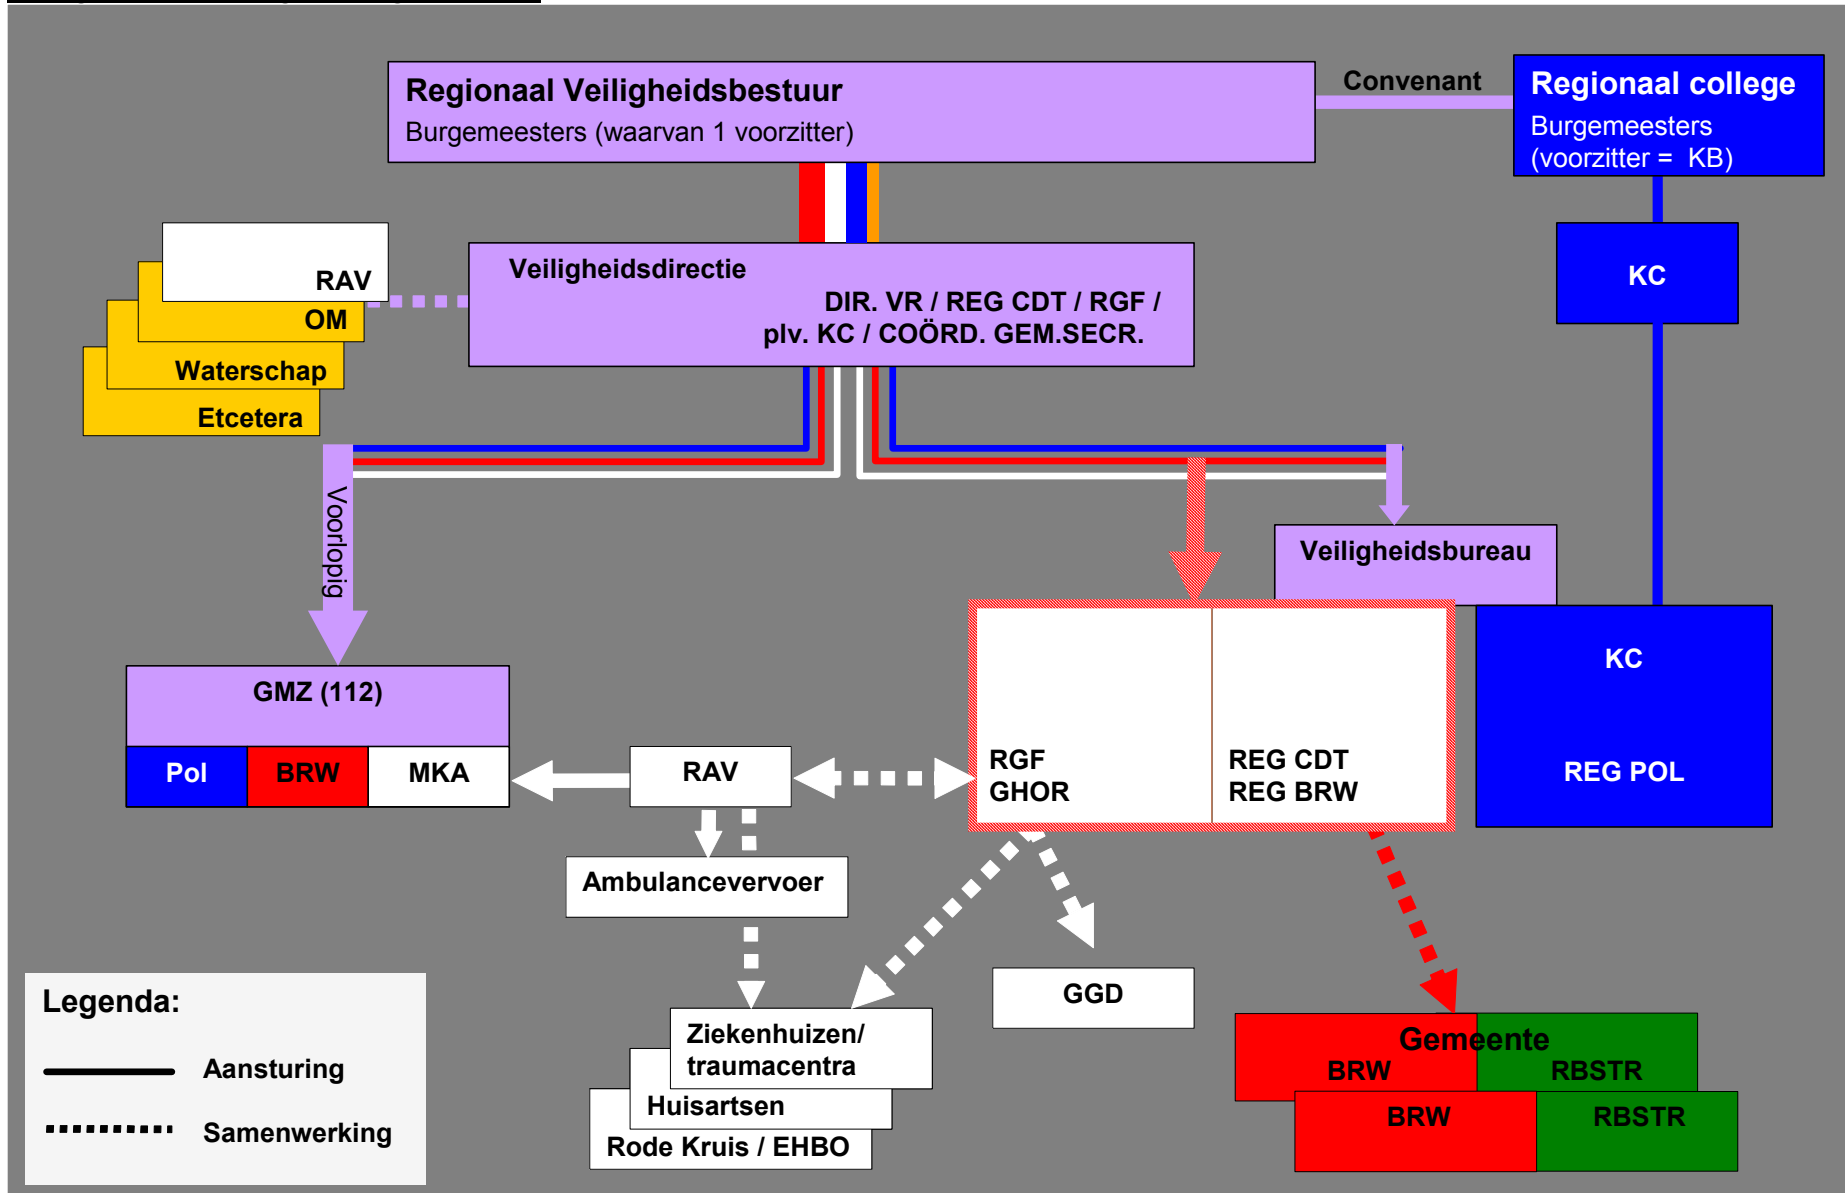 Regionaal Veiligheidsbestuur
Burgemeesters (waarvan 1 voorzitter)
Convenant
Regionaal college
Burgemeesters
(voorzitter = KB)
KC
RAV
OM
Waterschap
Etcetera
Veiligheidsdirectie
DIR. VR / REG CDT / RGF /
plv. KC / COÖRD. GEM.SECR.
Voorlopig
Veiligheidsbureau
GMZ (112)
Pol
BRW
MKA
RAV
RGF
GHOR
REG CDT
REG BRW
KC
REG POL
Ambulancevervoer
GGD
Ziekenhuizen/
traumacentra
Huisartsen
Rode Kruis / EHBO
Gemeente
BRW
RBSTR
BRW
RBSTR
Legenda:
Aansturing
Samenwerking